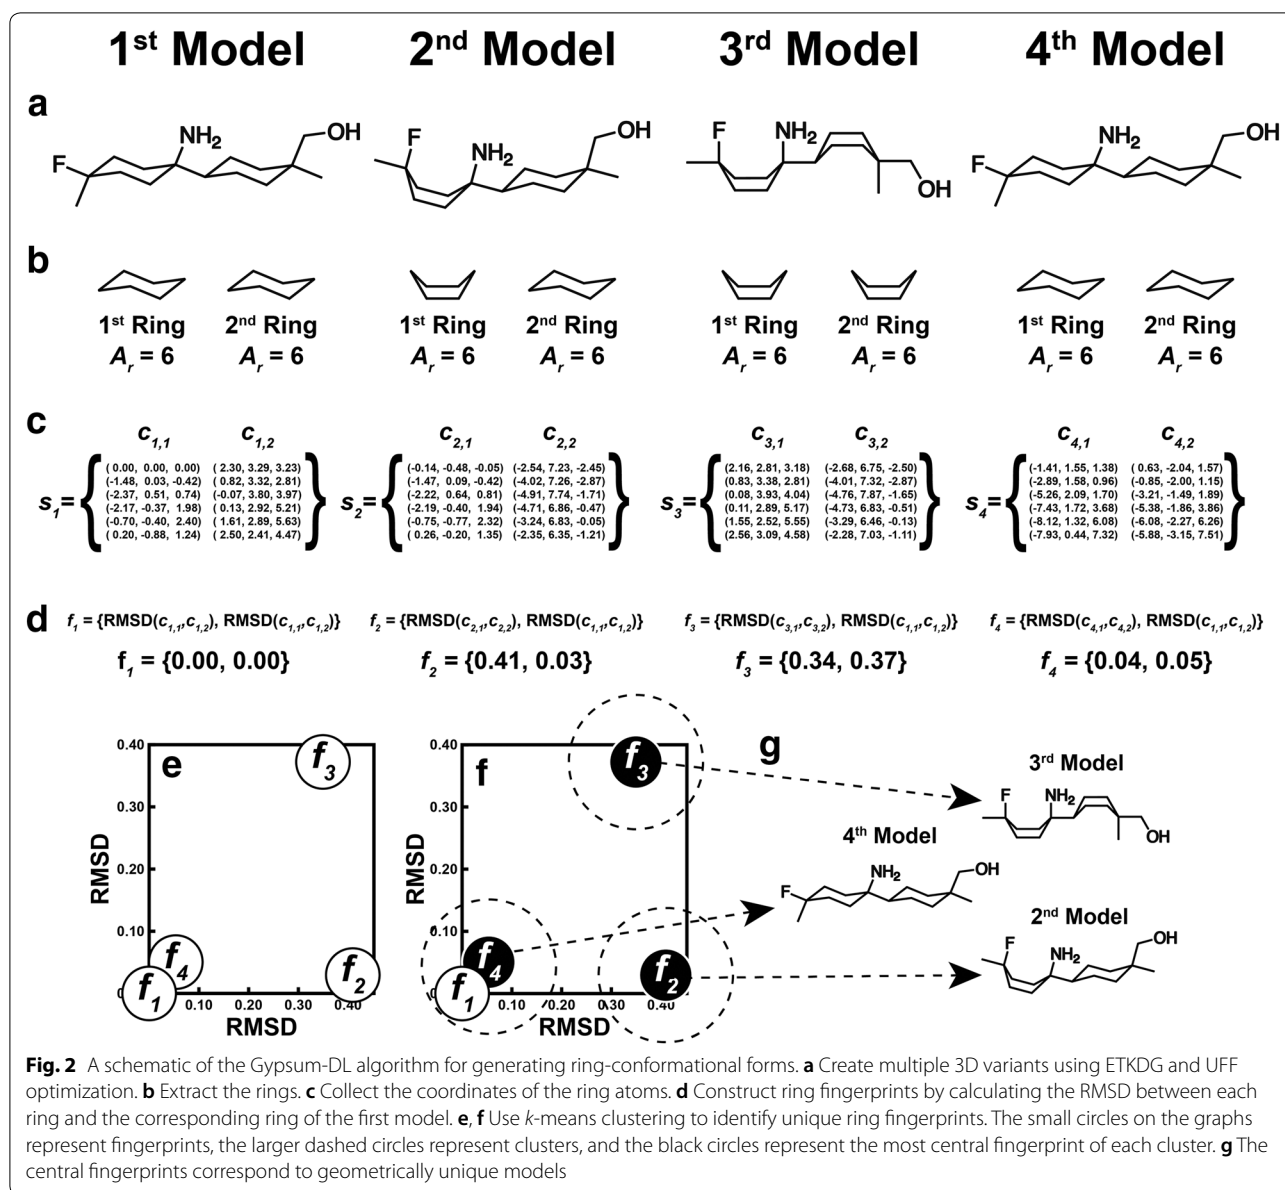 1st Model 2nd Model 3rd Model 4th Model
a
NH2 OH F
F NH2 OH
F NH2 OH
NH2 OH F
b
1st Ring 2nd Ring 1st Ring 2nd Ring 1st Ring 2nd Ring 1st Ring 2nd Ring
Ar = 6 Ar = 6 Ar = 6 Ar = 6 Ar = 6 Ar = 6 Ar = 6 Ar = 6
c
c1,1 c1,2 c2,1 c2,2 c3,1 c3,2 c4,1 c4,2
s1= {
( 0.00, 0.00, 0.00) ( 2.30, 3.29, 3.23)
(-1.48, 0.03, -0.42) ( 0.82, 3.32, 2.81)
(-2.37, 0.51, 0.74) (-0.07, 3.80, 3.97)
(-2.17, -0.37, 1.98) ( 0.13, 2.92, 5.21)
(-0.70, -0.40, 2.40) ( 1.61, 2.89, 5.63)
( 0.20, -0.88, 1.24) ( 2.50, 2.41, 4.47)
}
s2= {
(-0.14, -0.48, -0.05) (-2.54, 7.23, -2.45)
(-1.47, 0.09, -0.42) (-4.02, 7.26, -2.87)
(-2.22, 0.64, 0.81) (-4.91, 7.74, -1.71)
(-2.19, -0.40, 1.94) (-4.71, 6.86, -0.47)
(-0.75, -0.77, 2.32) (-3.24, 6.83, -0.05)
( 0.26, -0.20, 1.35) (-2.35, 6.35, -1.21)
}
s3= {
(2.16, 2.81, 3.18) (-2.68, 6.75, -2.50)
(0.83, 3.38, 2.81) (-4.01, 7.32, -2.87)
(0.08, 3.93, 4.04) (-4.76, 7.87, -1.65)
(0.11, 2.89, 5.17) (-4.73, 6.83, -0.51)
(1.55, 2.52, 5.55) (-3.29, 6.46, -0.13)
(2.56, 3.09, 4.58) (-2.28, 7.03, -1.11)
}
s4= {
(-1.41, 1.55, 1.38) ( 0.63, -2.04, 1.57)
(-2.89, 1.58, 0.96) (-0.85, -2.00, 1.15)
(-5.26, 2.09, 1.70) (-3.21, -1.49, 1.89)
(-7.43, 1.72, 3.68) (-5.38, -1.86, 3.86)
(-8.12, 1.32, 6.08) (-6.08, -2.27, 6.26)
(-7.93, 0.44, 7.32) (-5.88, -3.15, 7.51)
}
d
f1 = {RMSD(c1,1,c1,2), RMSD(c1,1,c1,2)} f2 = {RMSD(c2,1,c2,2), RMSD(c1,1,c1,2)} f3 = {RMSD(c3,1,c3,2), RMSD(c1,1,c1,2)} f4 = {RMSD(c4,1,c4,2), RMSD(c1,1,c1,2)}
f1 = {0.00, 0.00} f2 = {0.41, 0.03} f3 = {0.34, 0.37} f4 = {0.04, 0.05}
e
0.40
0.30
0.20
0.10
0
RMSD
f3
f4
f1
f2
0.10 0.20 0.30 0.40
RMSD
f
0.40
0.30
0.20
0.10
RMSD
f3
f4
f1
f2
0.10 0.20 0.30 0.40
RMSD
g
3rd Model
F NH2 OH
4th Model
NH2 OH F
2nd Model
F NH2 OH
Fig. 2 A schematic of the Gypsum-DL algorithm for generating ring-conformational forms. a Create multiple 3D variants using ETKDG and UFF
optimization. b Extract the rings. c Collect the coordinates of the ring atoms. d Construct ring fingerprints by calculating the RMSD between each
ring and the corresponding ring of the first model. e, f Use k-means clustering to identify unique ring fingerprints. The small circles on the graphs
represent fingerprints, the larger dashed circles represent clusters, and the black circles represent the most central fingerprint of each cluster. g The
central fingerprints correspond to geometrically unique models